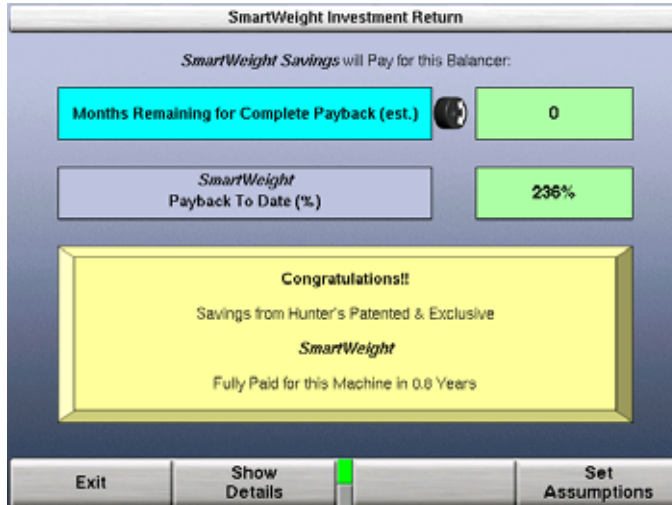 SmartWeight Investment Return
SmartWeight Savings will Pay for this Balancer:
Months Remaining for Complete Payback (est.)
0
SmartWeight
Payback To Date (%)
236%
Congratulations!!
Savings from Hunter's Patented & Exclusive
SmartWeight
Fully Paid for this Machine in 0.8 Years
Exit
Show
Details
Set
Assumptions